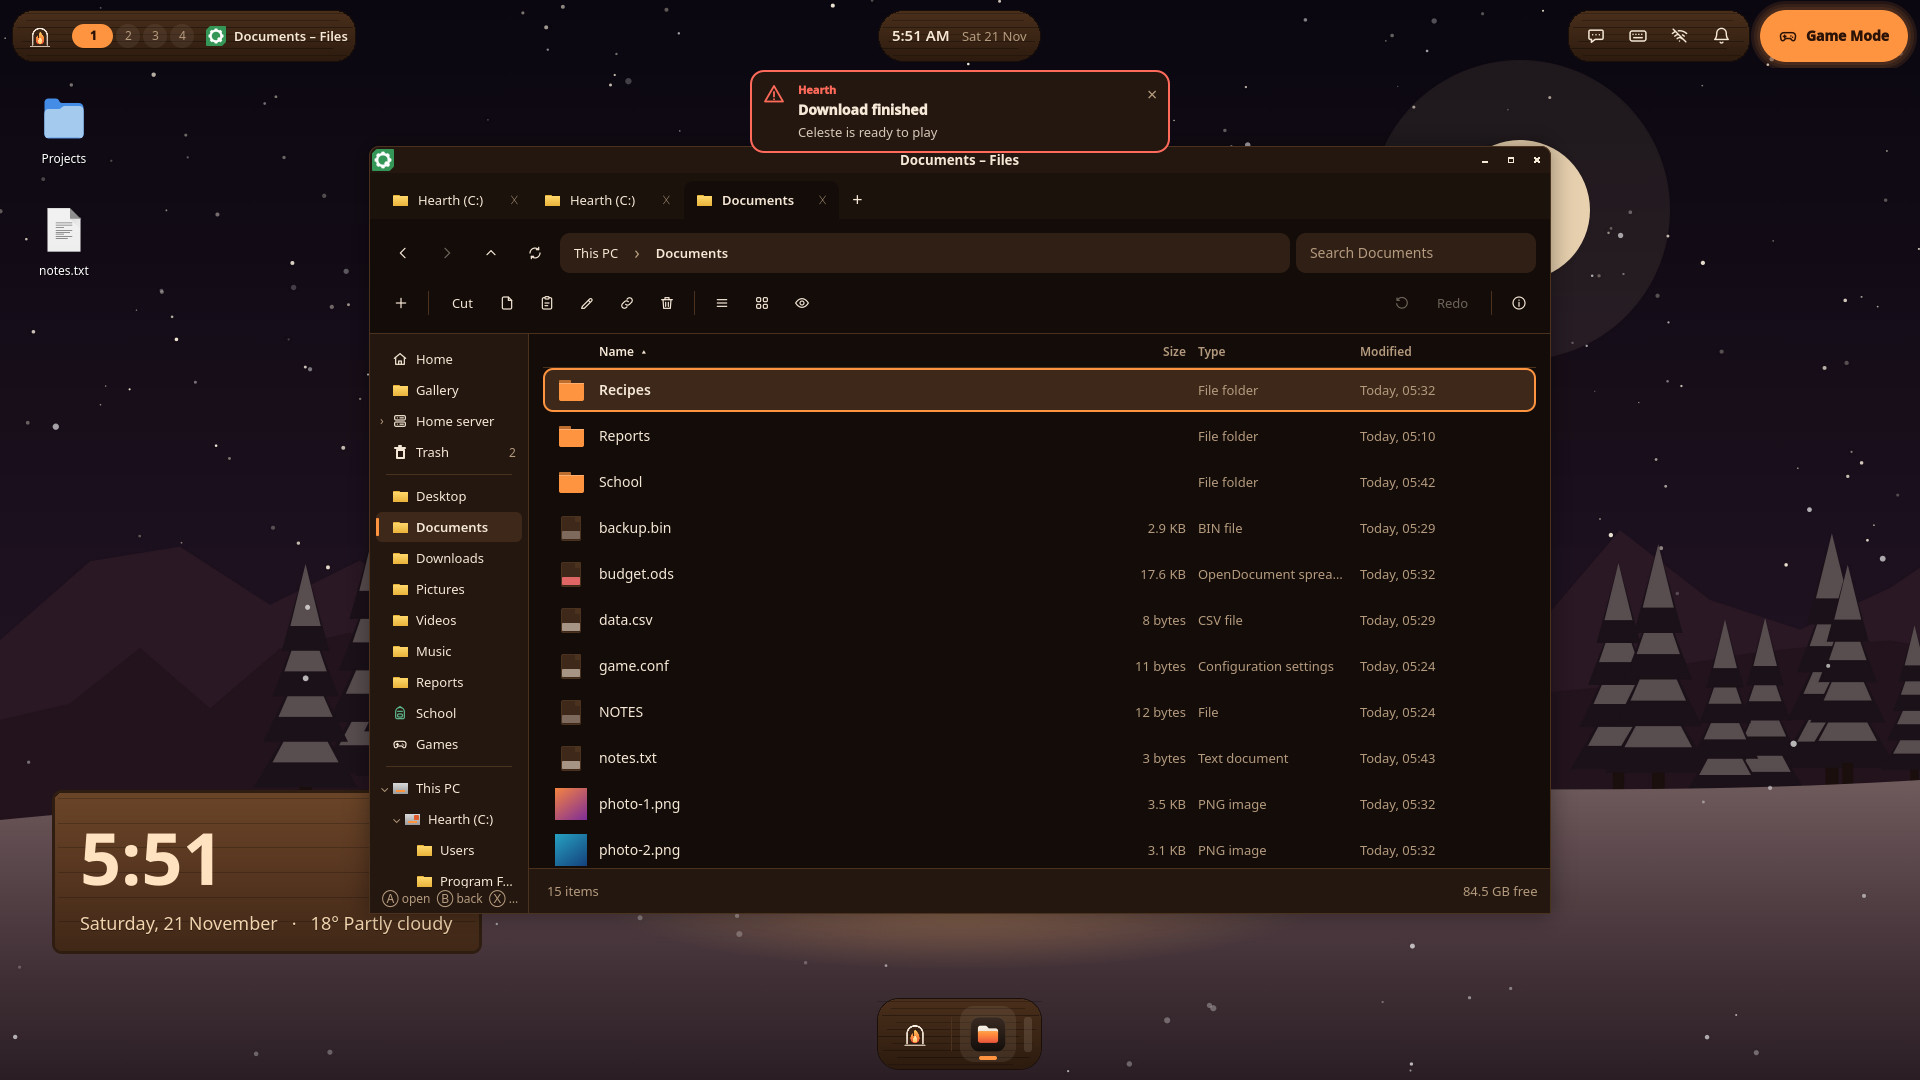 1 2 3 4 Documents – Files
5:51 AM Sat 21 Nov
Game Mode
Hearth
Download finished
Celeste is ready to play
Projects
notes.txt
Documents – Files
Hearth (C:) X Hearth (C:) X Documents X +
This PC › Documents
Search Documents
Cut
Redo
Home
Gallery
Home server
Trash 2
Desktop
Documents
Downloads
Pictures
Videos
Music
Reports
School
Games
This PC
Hearth (C:)
Users
Program F...
A open B back X ...
Name Size Type Modified
Recipes File folder Today, 05:32
Reports File folder Today, 05:10
School File folder Today, 05:42
backup.bin 2.9 KB BIN file Today, 05:29
budget.ods 17.6 KB OpenDocument sprea... Today, 05:32
data.csv 8 bytes CSV file Today, 05:29
game.conf 11 bytes Configuration settings Today, 05:24
NOTES 12 bytes File Today, 05:24
notes.txt 3 bytes Text document Today, 05:43
photo-1.png 3.5 KB PNG image Today, 05:32
photo-2.png 3.1 KB PNG image Today, 05:32
15 items 84.5 GB free
5:51
Saturday, 21 November · 18° Partly cloudy